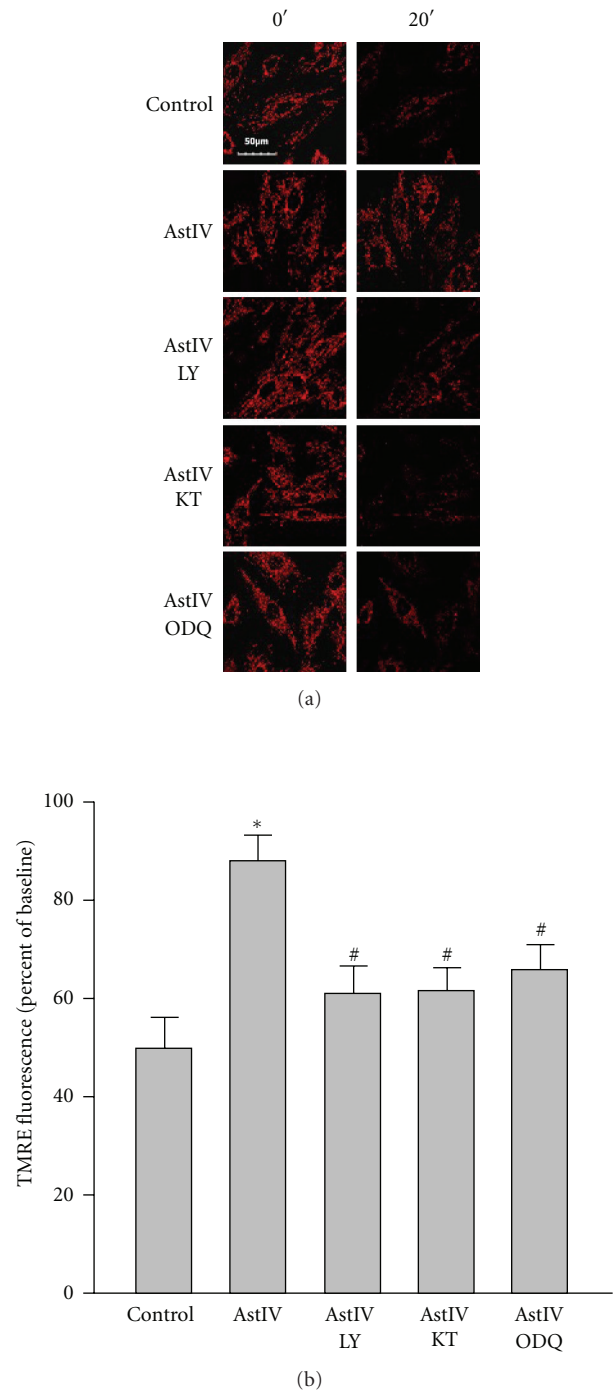 0′ 20′
Control
50μm
AstIV
AstIV
LY
AstIV
KT
AstIV
ODQ
(a)
100
80
60
40
20
0
TMRE fluorescence (percent of baseline)
*
#
#
#
Control AstIV AstIV AstIV AstIV
LY KT ODQ
(b)